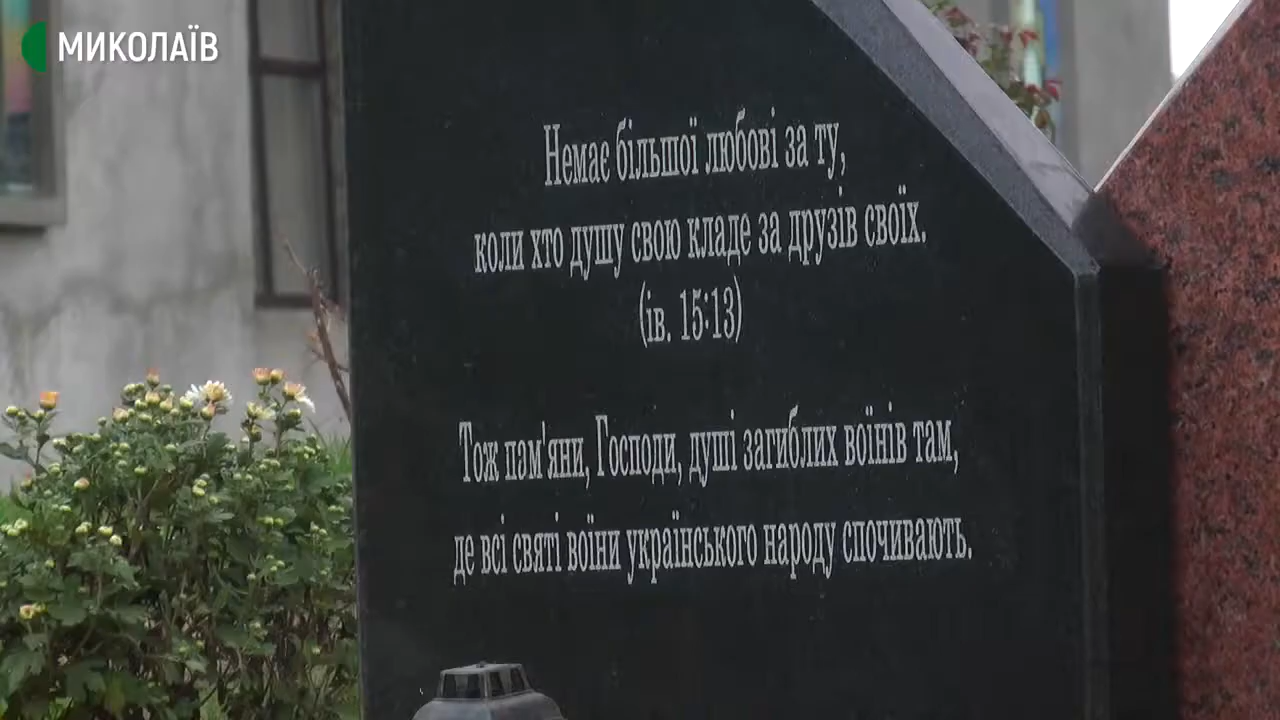 МИКОЛАЇВ
Немає більшої любові за ту,
коли хто душу свою кладе за друзів своїх.
(ів. 15:13)
Тож пам'яни, Господи, душі загиблих воїнів там,
де всі святі воїни українського народу спочивають.